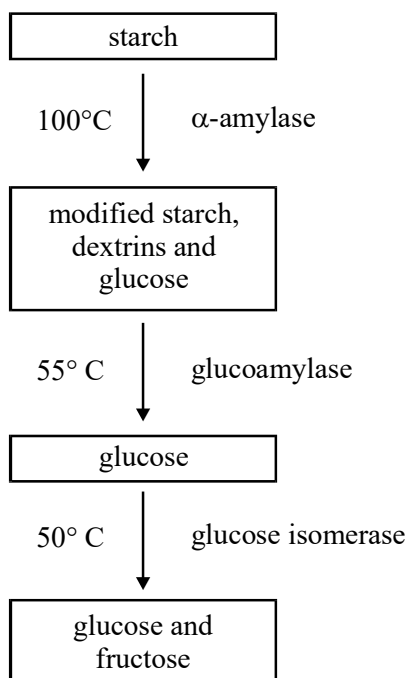 starch
100°C α-amylase
modified starch,
dextrins and
glucose
55° C glucoamylase
glucose
50° C glucose isomerase
glucose and
fructose